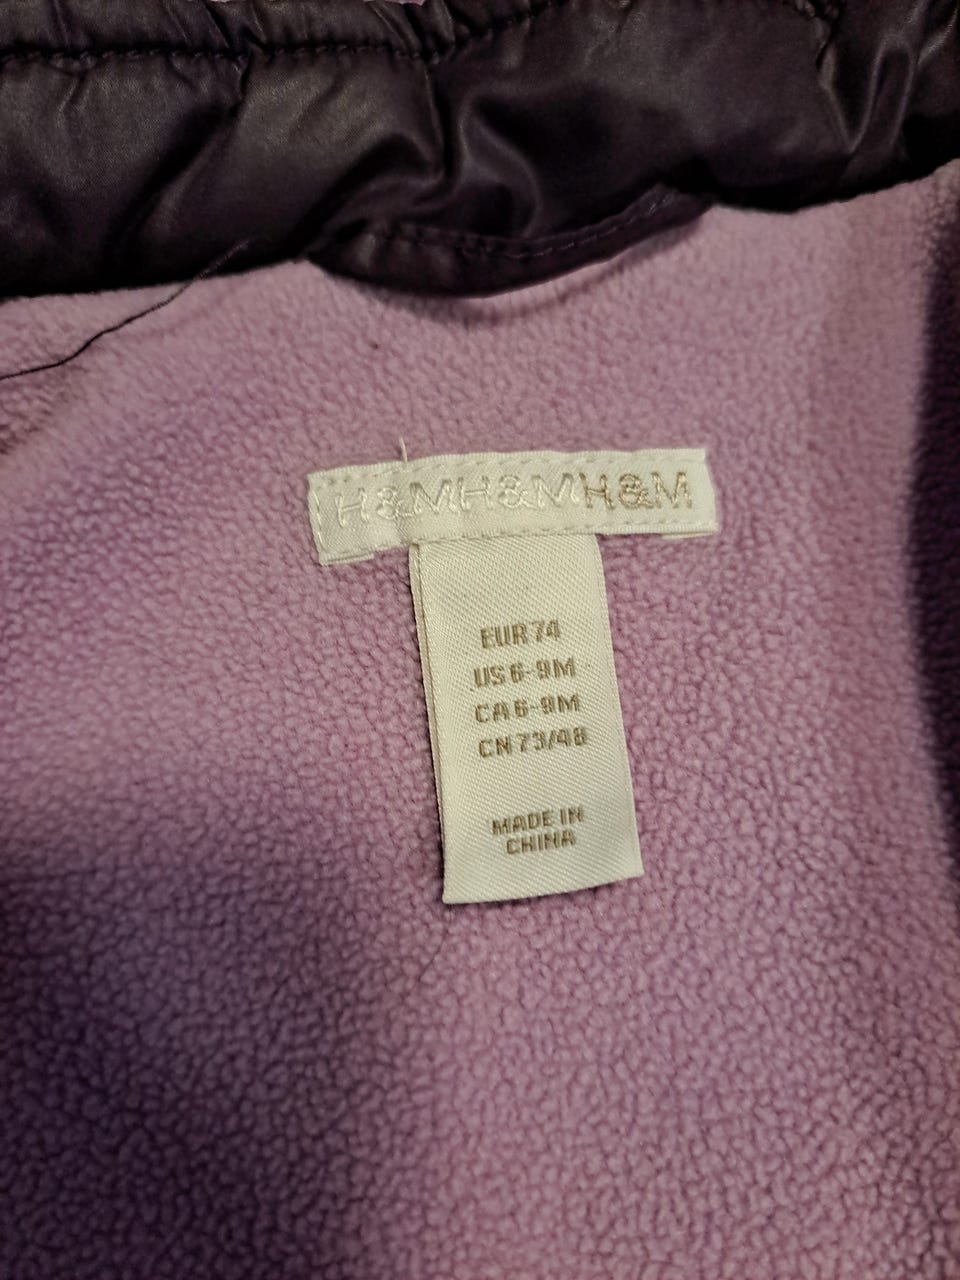 H&MH&MH&M
EUR 74
US 6-9M
CA 6-9M
CN 73/48
MADE IN
CHINA